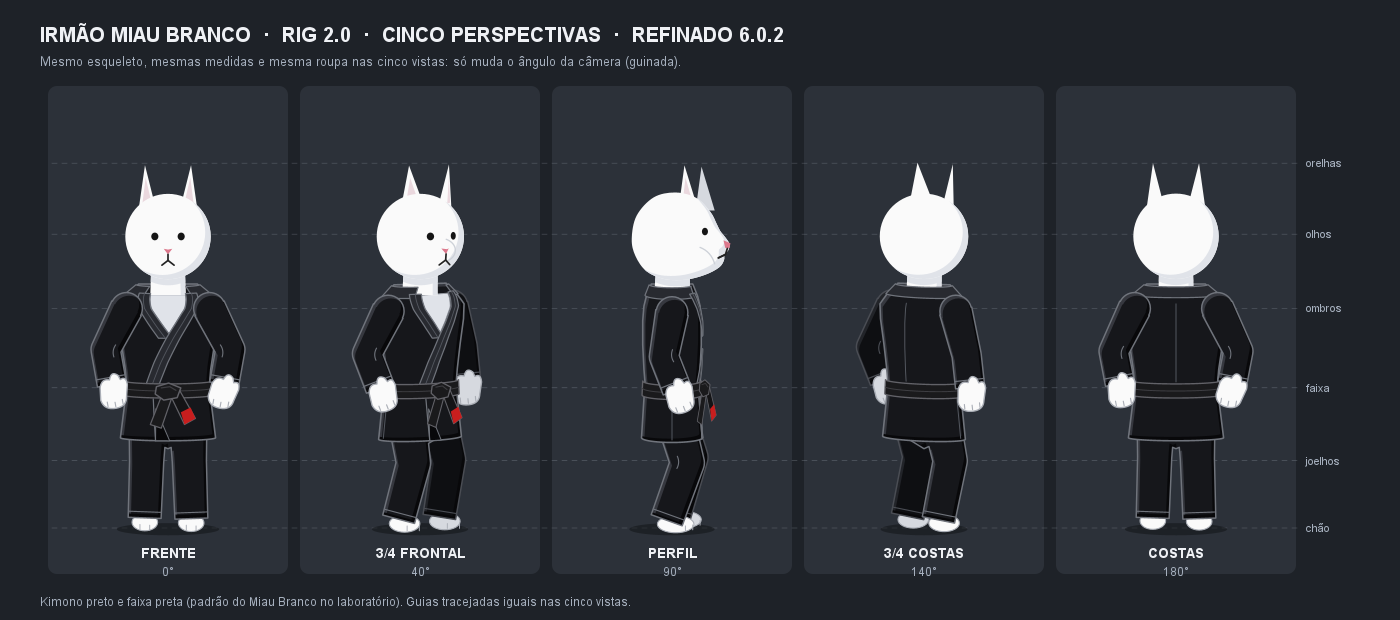 IRMÃO MIAU BRANCO · RIG 2.0 · CINCO PERSPECTIVAS · REFINADO 6.0.2
Mesmo esqueleto, mesmas medidas e mesma roupa nas cinco vistas: só muda o ângulo da câmera (guinada).
orelhas
olhos
ombros
faixa
joelhos
chão
FRENTE
0°
3/4 FRONTAL
40°
PERFIL
90°
3/4 COSTAS
140°
COSTAS
180°
Kimono preto e faixa preta (padrão do Miau Branco no laboratório). Guias tracejadas iguais nas cinco vistas.